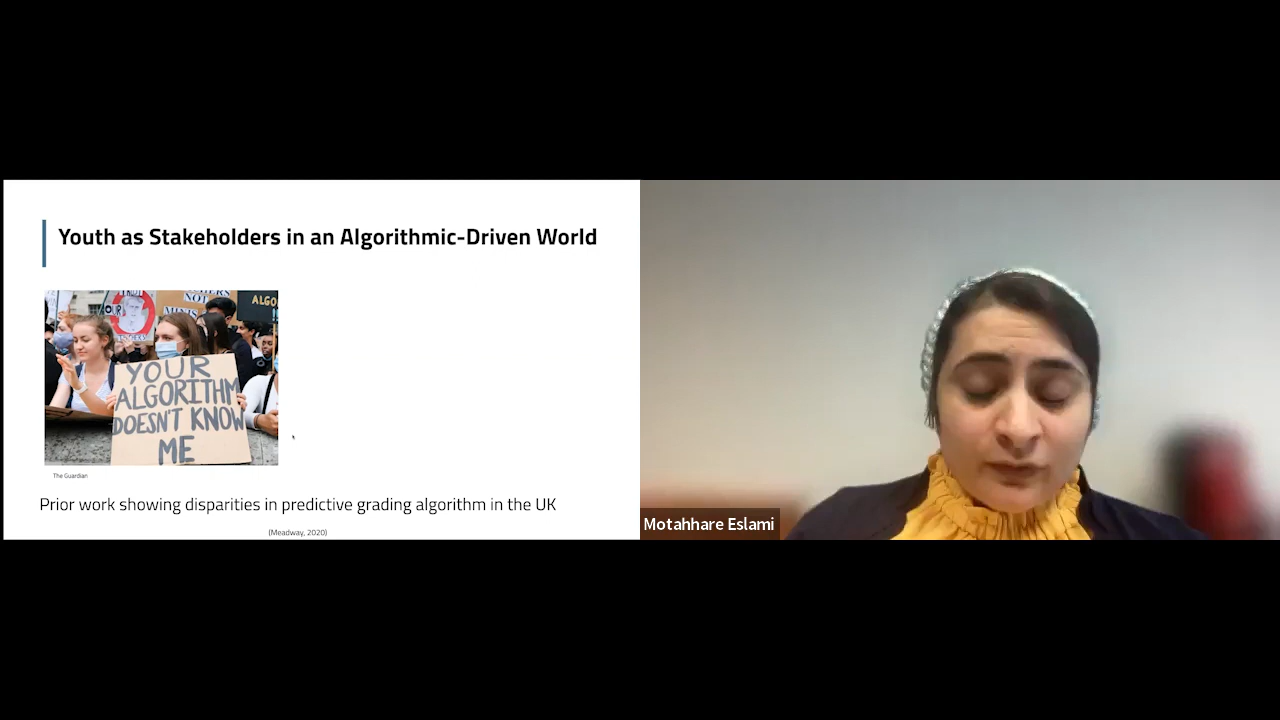 Youth as Stakeholders in an Algorithmic-Driven World
NOT
ALGO
YOUR
ALGORITHM
DOESN'T KNOW
ME
The Guardian
Prior work showing disparities in predictive grading algorithm in the UK
(Meadway, 2020)
Motahhare Eslami